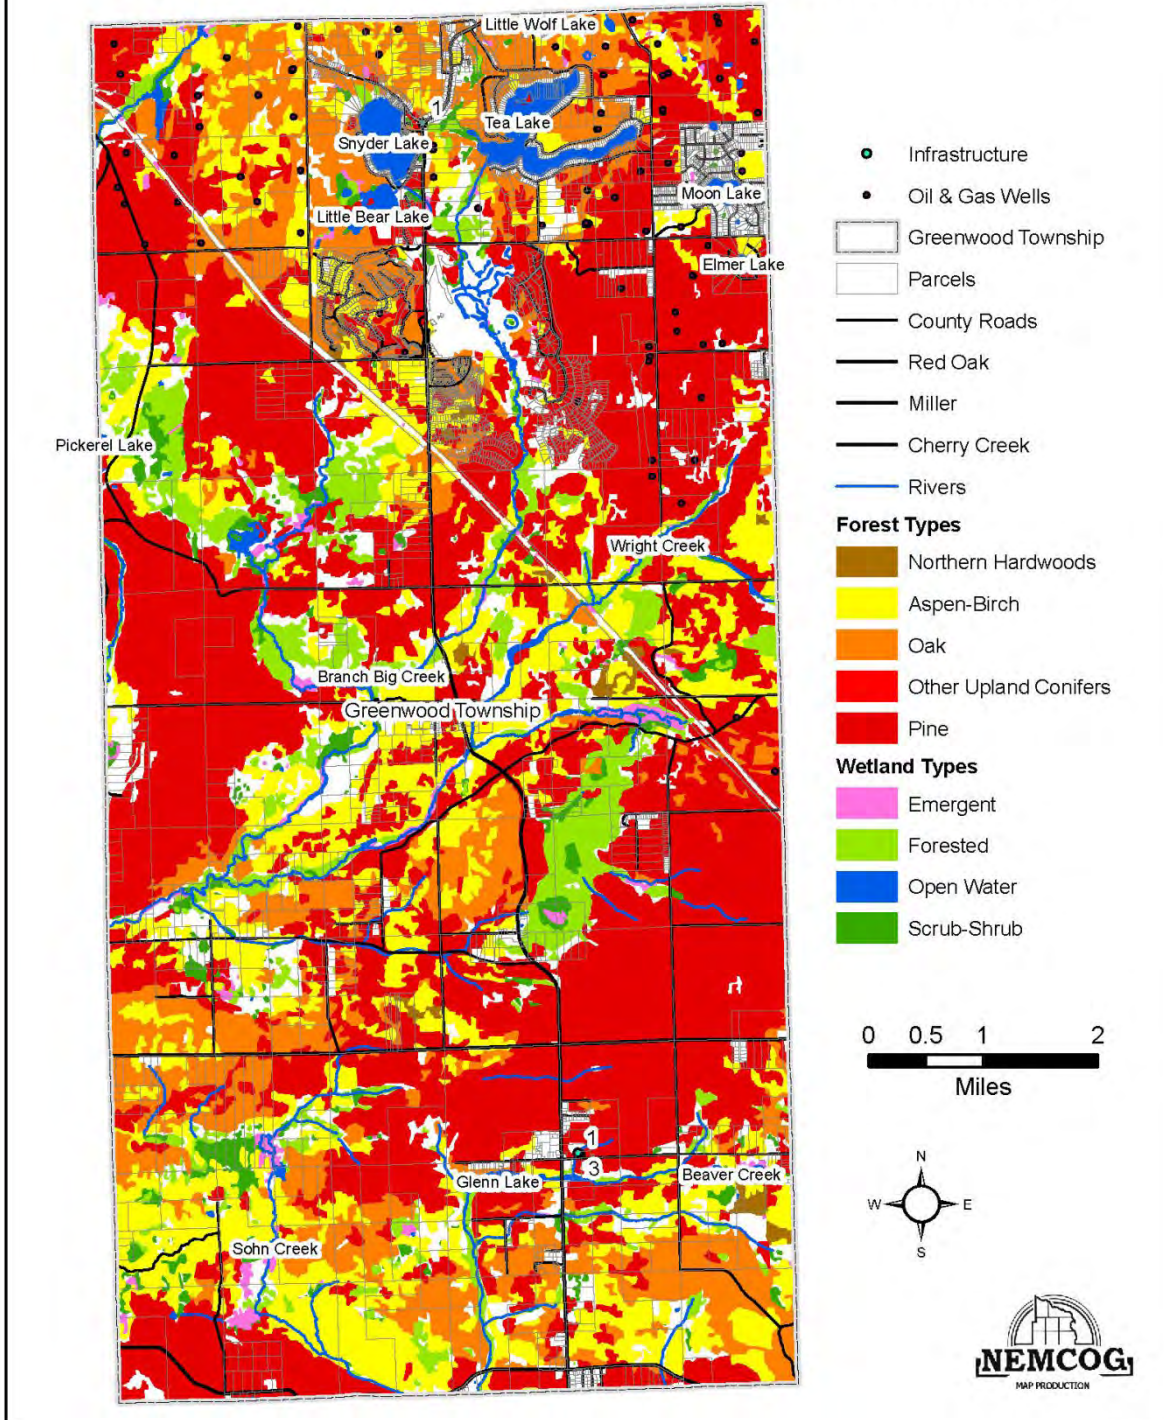 Little Wolf Lake
1
Tea Lake
Snyder Lake
Moon Lake
Little Bear Lake
Elmer Lake
Pickerel Lake
Wright Creek
Branch Big Creek
Greenwood Township
1
3
Glenn Lake
Beaver Creek
Sohn Creek
Infrastructure
Oil & Gas Wells
Greenwood Township
Parcels
County Roads
Red Oak
Miller
Cherry Creek
Rivers
Forest Types
Northern Hardwoods
Aspen-Birch
Oak
Other Upland Conifers
Pine
Wetland Types
Emergent
Forested
Open Water
Scrub-Shrub
0 0.5 1 2
Miles
N
W E
S
NEMCOG
MAP PRODUCTION